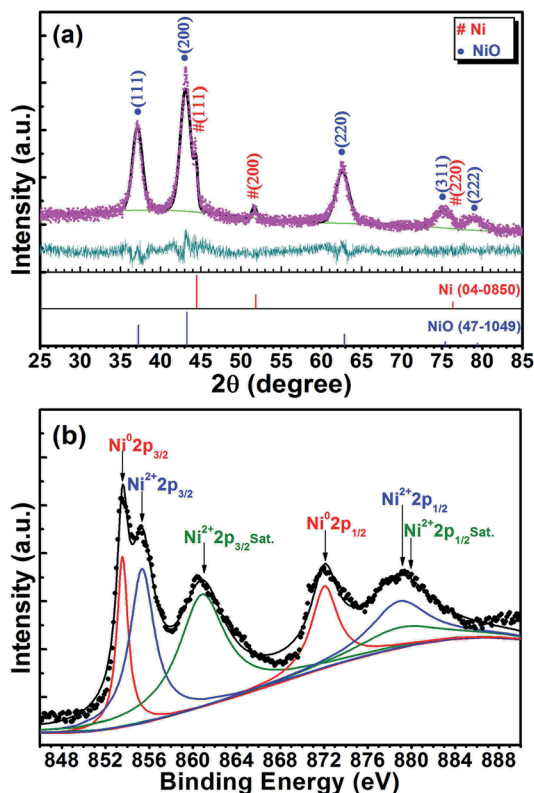 (a)
# Ni
● NiO
●(111)
●(200)
#(111)
#(200)
●(220)
●(311)
#(220)
●(222)
Intensity (a.u.)
Ni (04-0850)
NiO (47-1049)
25 30 35 40 45 50 55 60 65 70 75 80 85
2θ (degree)
(b)
Ni⁰2p₃/₂
Ni²⁺2p₃/₂
Ni²⁺2p₃/₂Sat.
Ni⁰2p₁/₂
Ni²⁺2p₁/₂
Ni²⁺2p₁/₂Sat.
Intensity (a.u.)
848 852 856 860 864 868 872 876 880 884 888
Binding Energy (eV)